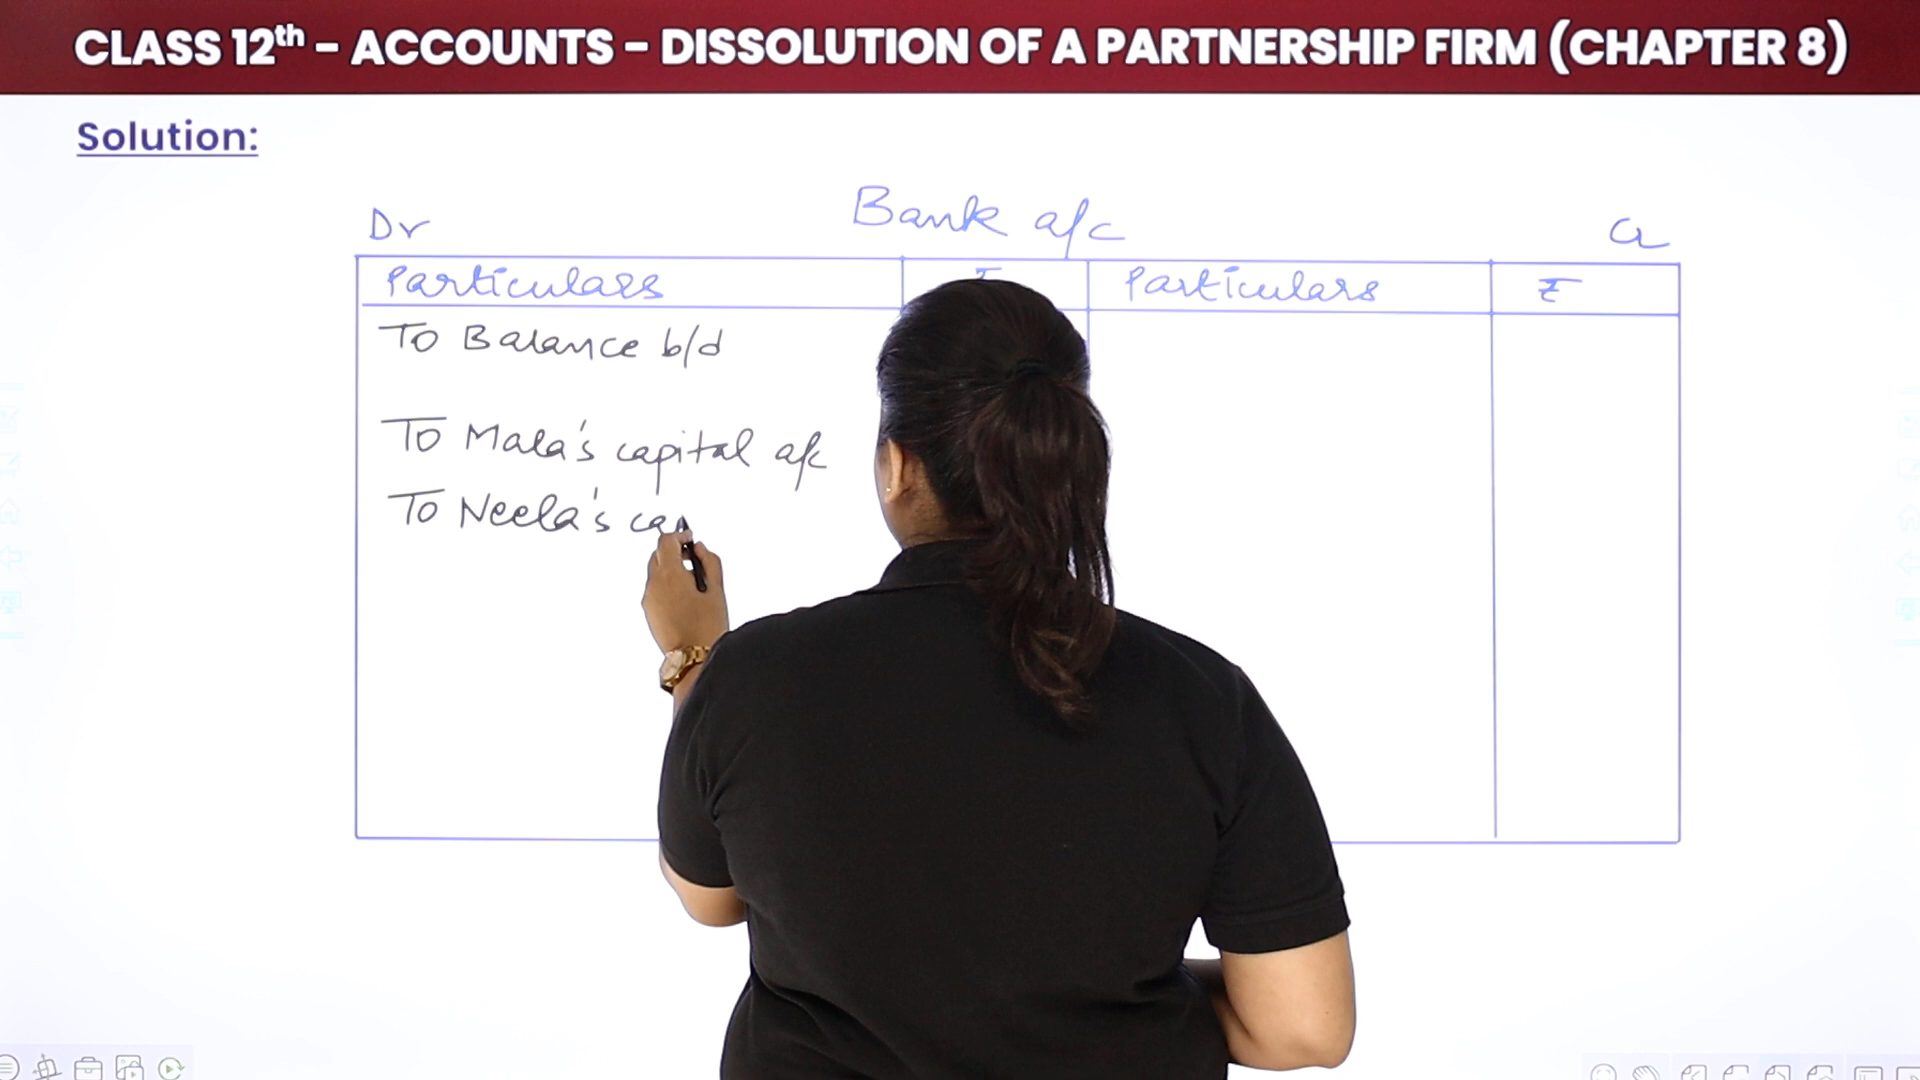 CLASS 12th - ACCOUNTS - DISSOLUTION OF A PARTNERSHIP FIRM (CHAPTER 8)
Solution:
Dr Bank a/c Cr
Particulars ₹ Particulars ₹
To Balance b/d
To Mala's capital a/c
To Neela's cap